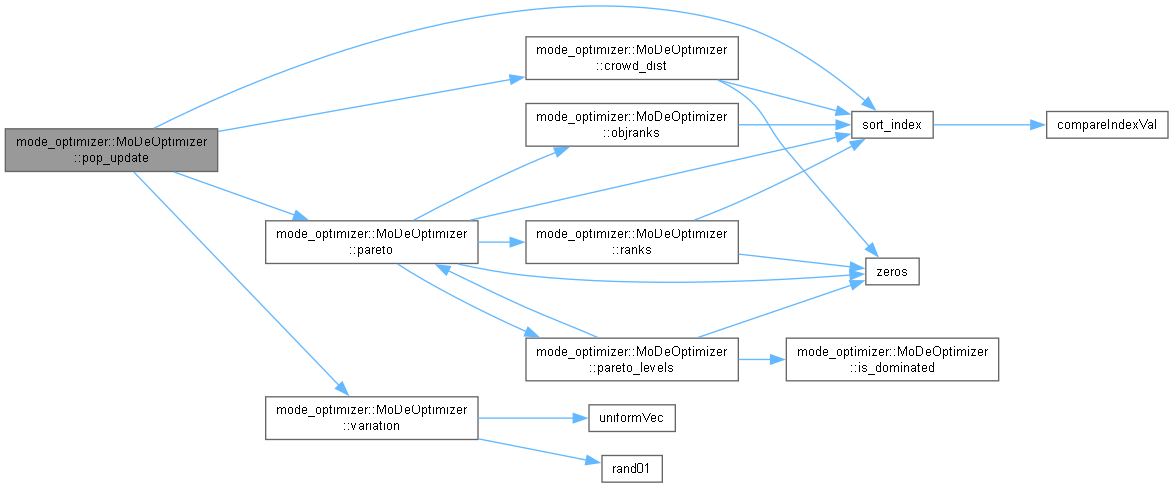 mode_optimizer::MoDeOptimizer
::pop_update
mode_optimizer::MoDeOptimizer
::crowd_dist
mode_optimizer::MoDeOptimizer
::objranks
sort_index
compareIndexVal
mode_optimizer::MoDeOptimizer
::pareto
mode_optimizer::MoDeOptimizer
::ranks
zeros
mode_optimizer::MoDeOptimizer
::pareto_levels
mode_optimizer::MoDeOptimizer
::is_dominated
mode_optimizer::MoDeOptimizer
::variation
uniformVec
rand01